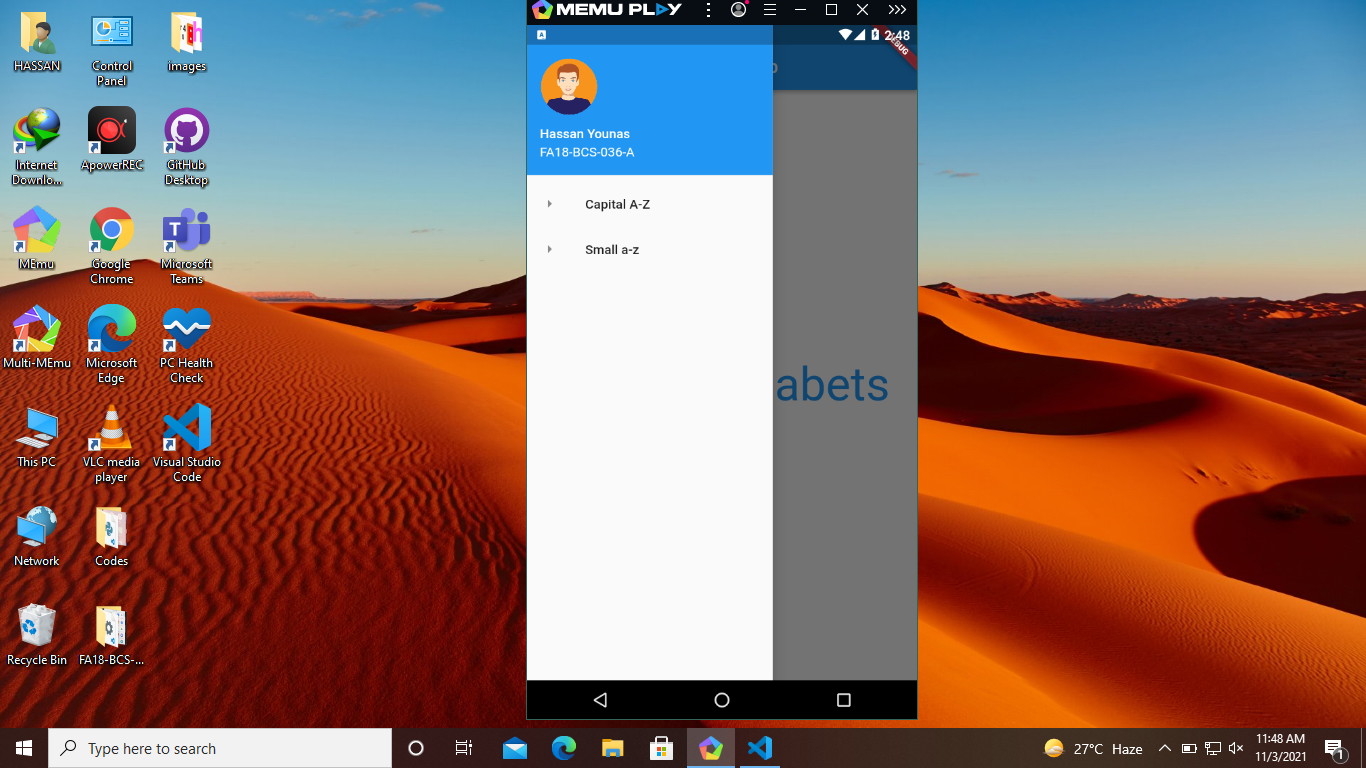 HASSAN
Control
Panel
images
Internet
Downlo...
ApowerREC
GitHub
Desktop
MEmu
Google
Chrome
Microsoft
Teams
Multi-MEmu
Microsoft
Edge
PC Health
Check
This PC
VLC media
player
Visual Studio
Code
Network
Codes
Recycle Bin
FA18-BCS-...
MEMU PLAY
A
2:48
DEBUG
Hassan Younas
FA18-BCS-036-A
Capital A-Z
Small a-z
abets
Type here to search
27°C Haze
11:48 AM
11/3/2021
1